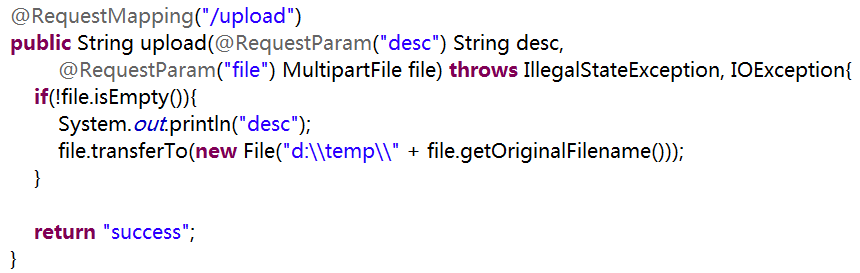 @RequestMapping("/upload")
public String upload(@RequestParam("desc") String desc,
@RequestParam("file") MultipartFile file) throws IllegalStateException, IOException{
if(!file.isEmpty()){
System.out.println("desc");
file.transferTo(new File("d:\\temp\\" + file.getOriginalFilename()));
}
return "success";
}